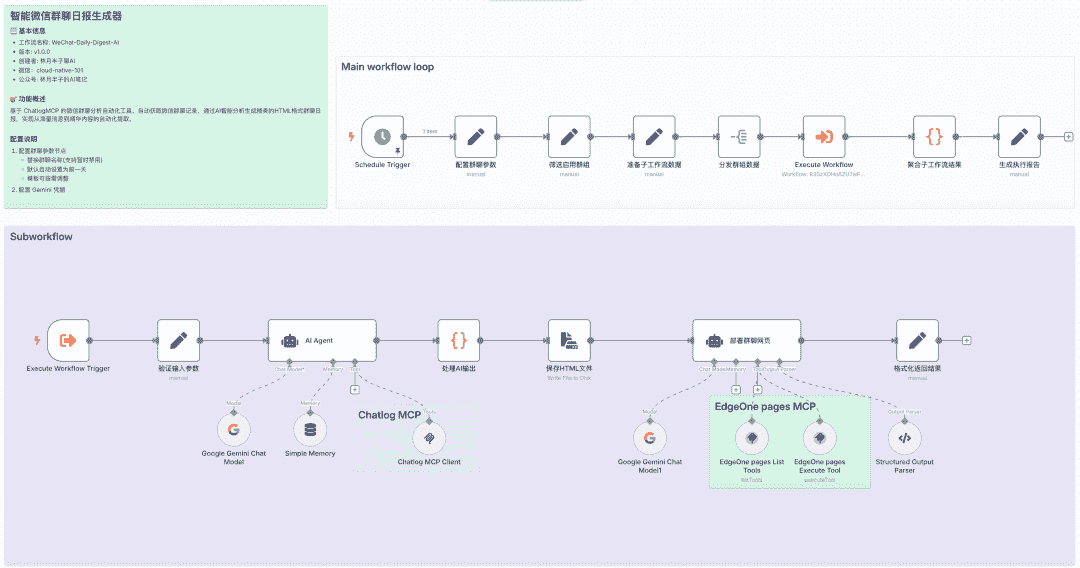 智能微信群聊日报生成器
基本信息
工作流名称: WeChat-Daily-Digest-AI
版本: v1.0.0
创建者: 林月半子聊AI
微信: cloud-native-101
公众号: 林月半子的AI笔记
功能概述
基于 ChatlogMCP 的微信群聊分析自动化工具，自动获取微信群聊记录，通过AI智能分析生成精美的HTML格式群聊日
报，实现从海量消息到精华内容的自动化提取。
配置说明
1. 配置群聊参数节点
替换群聊名称(支持暂时禁用)
模板可按需调整
2. 配置 Gemini 凭据
Main workflow loop
1 item
Schedule Trigger
配置群聊参数
manual
筛选启用群组
manual
准备子工作流数据
manual
分发群组数据
Execute Workflow
聚合子工作流结果
生成执行报告
manual
Subworkflow
Execute Workflow Trigger
验证输入参数
manual
AI Agent
Chat Model*
Memory
Tool
处理AI输出
保存HTML文件
Write File to Disk
部署群聊网页
Chat Model
Memory
Tool
Output Parser
格式化返回结果
manual
Model
Google Gemini Chat
Model
Memory
Simple Memory
Chatlog MCP
Tools
Chatlog MCP Client
Model
Google Gemini Chat
Model1
EdgeOne pages MCP
EdgeOne pages List
Tools
listTools
EdgeOne pages
Execute Tool
executeTool
Output Parser
Structured Output
Parser